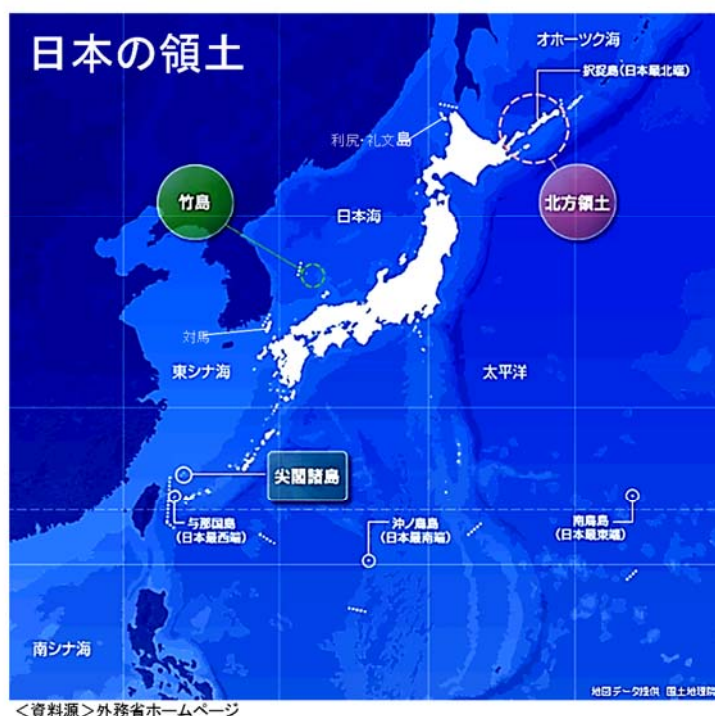 日本の領土
オホーツク海
択捉島(日本最北端)
利尻・礼文島
竹島
北方領土
日本海
対馬
東シナ海
太平洋
尖閣諸島
与那国島
(日本最西端)
沖ノ鳥島
(日本最南端)
南鳥島
(日本最東端)
南シナ海
地図データ提供 国土地理院
<資料源>外務省ホームページ